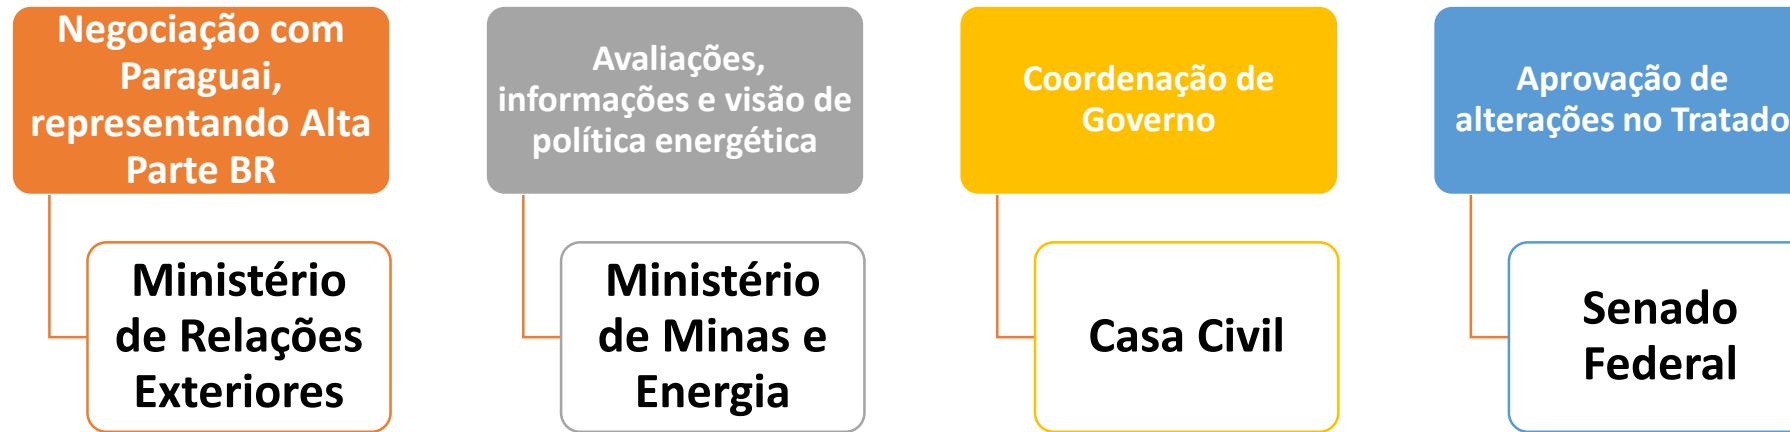 Negociação com
Paraguai,
representando Alta
Parte BR
Ministério
de Relações
Exteriores
Avaliações,
informações e visão de
política energética
Ministério
de Minas e
Energia
Coordenação de
Governo
Casa Civil
Aprovação de
alterações no Tratado
Senado
Federal